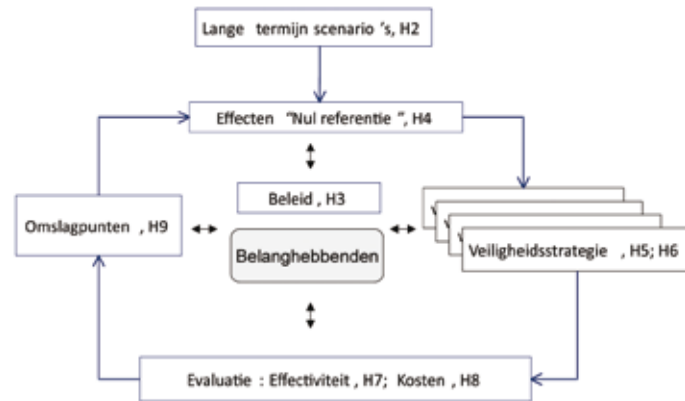 Lange termijn scenario 's, H2
Effecten "Nul referentie ", H4
Beleid , H3
Omslagpunten , H9
Belanghebbenden
Veiligheidsstrategie , H5; H6
Evaluatie : Effectiviteit , H7; Kosten , H8